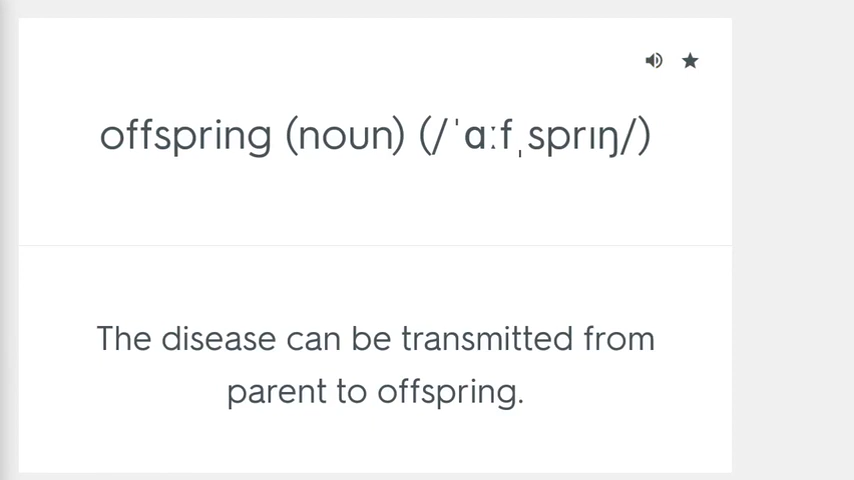 offspring (noun) (/ˈɑːfˌsprɪŋ/)
The disease can be transmitted from
parent to offspring.